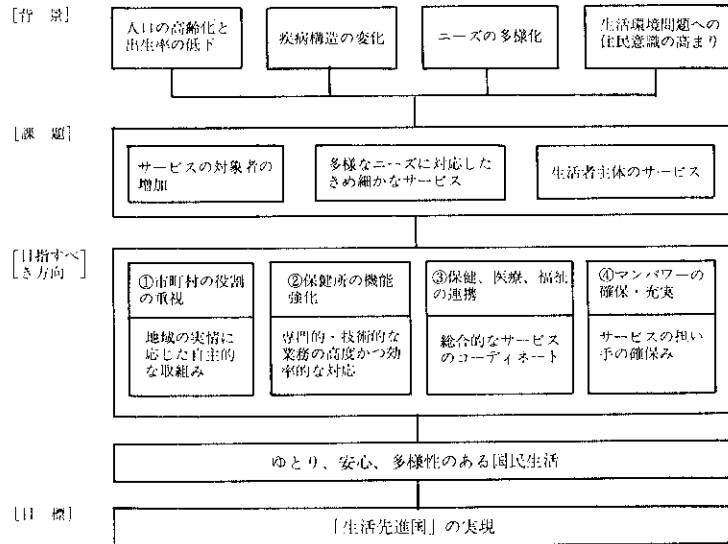 [背 景]
人口の高齢化と
出生率の低下
疾病構造の変化
ニーズの多様化
生活環境問題への
住民意識の高まり
[課 題]
サービスの対象者の
増加
多様なニーズに対応した
きめ細かなサービス
生活者主体のサービス
[目指すべ
き方向]
①市町村の役割
の重視
地域の実情に
応じた自主的
な取組み
②保健所の機能
強化
専門的・技術的な
業務の高度かつ効
率的な対応
③保健、医療、福祉
の連携
総合的なサービス
のコーディネート
④マンパワーの
確保・充実
サービスの担い
手の確保み
ゆとり、安心、多様性のある国民生活
[目 標]
「生活先進国」の実現